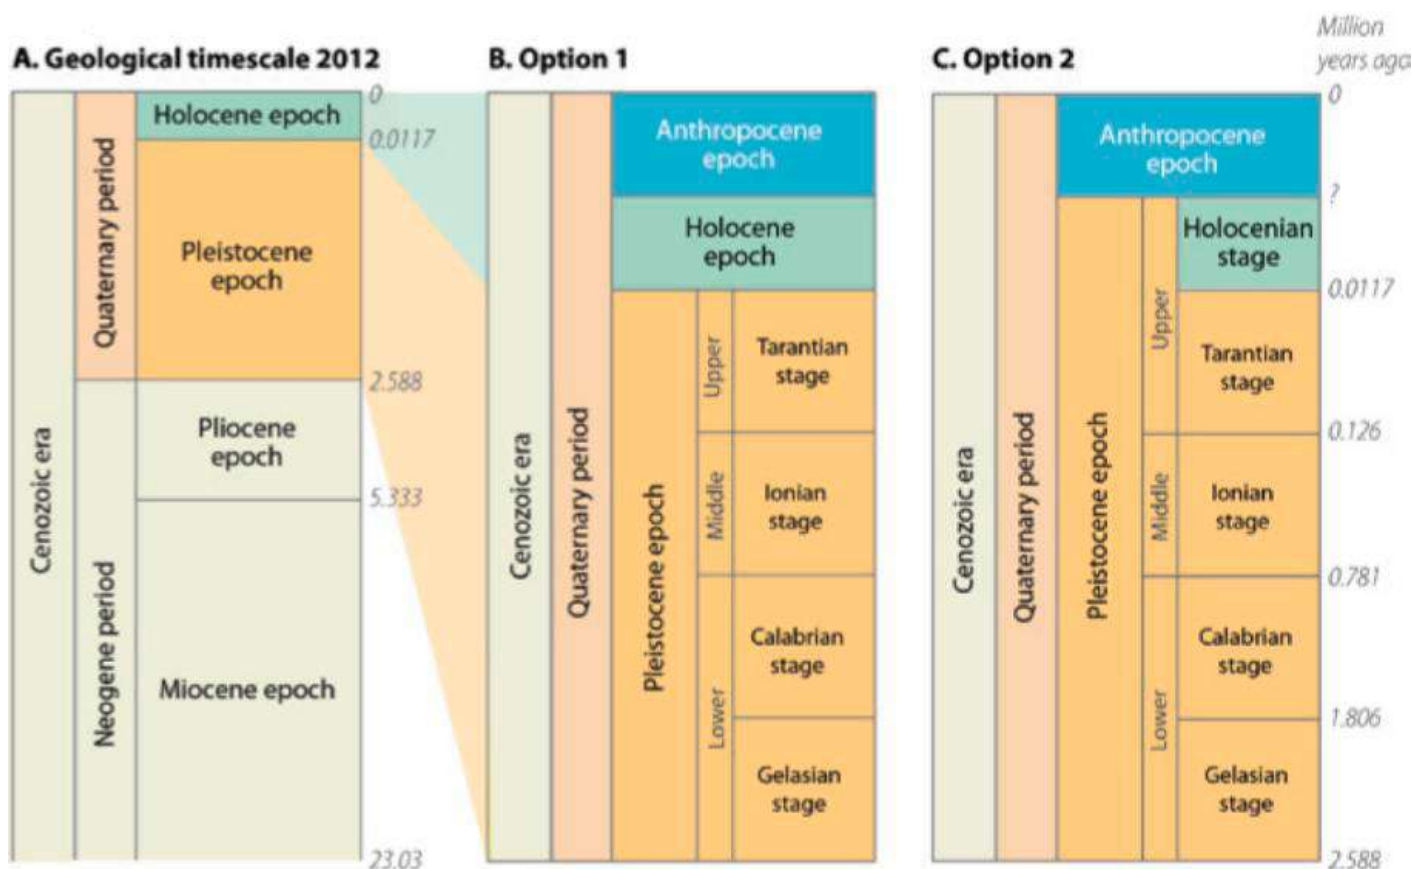 Million
years ago
A. Geological timescale 2012
B. Option 1
C. Option 2
Cenozoic era
Quaternary period
Neogene period
Holocene epoch
Pleistocene
epoch
Pliocene
epoch
Miocene epoch
0
0.0117
2.588
5.333
23.03
Cenozoic era
Quaternary period
Anthropocene
epoch
Holocene
epoch
Pleistocene epoch
Upper
Middle
Lower
Tarantian
stage
Ionian
stage
Calabrian
stage
Gelasian
stage
Cenozoic era
Quaternary period
Anthropocene
epoch
Pleistocene epoch
Upper
Middle
Lower
Holocenian
stage
Tarantian
stage
Ionian
stage
Calabrian
stage
Gelasian
stage
0
?
0.0117
0.126
0.781
1.806
2.588